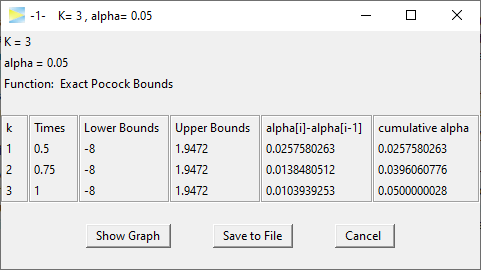 -1-    K= 3 , alpha= 0.05
K = 3
alpha = 0.05
Function:  Exact Pocock Bounds
k Times Lower Bounds Upper Bounds alpha[i]-alpha[i-1] cumulative alpha
1 0.5 -8 1.9472 0.0257580263 0.0257580263
2 0.75 -8 1.9472 0.0138480512 0.0396060776
3 1 -8 1.9472 0.0103939253 0.0500000028
Show Graph Save to File Cancel